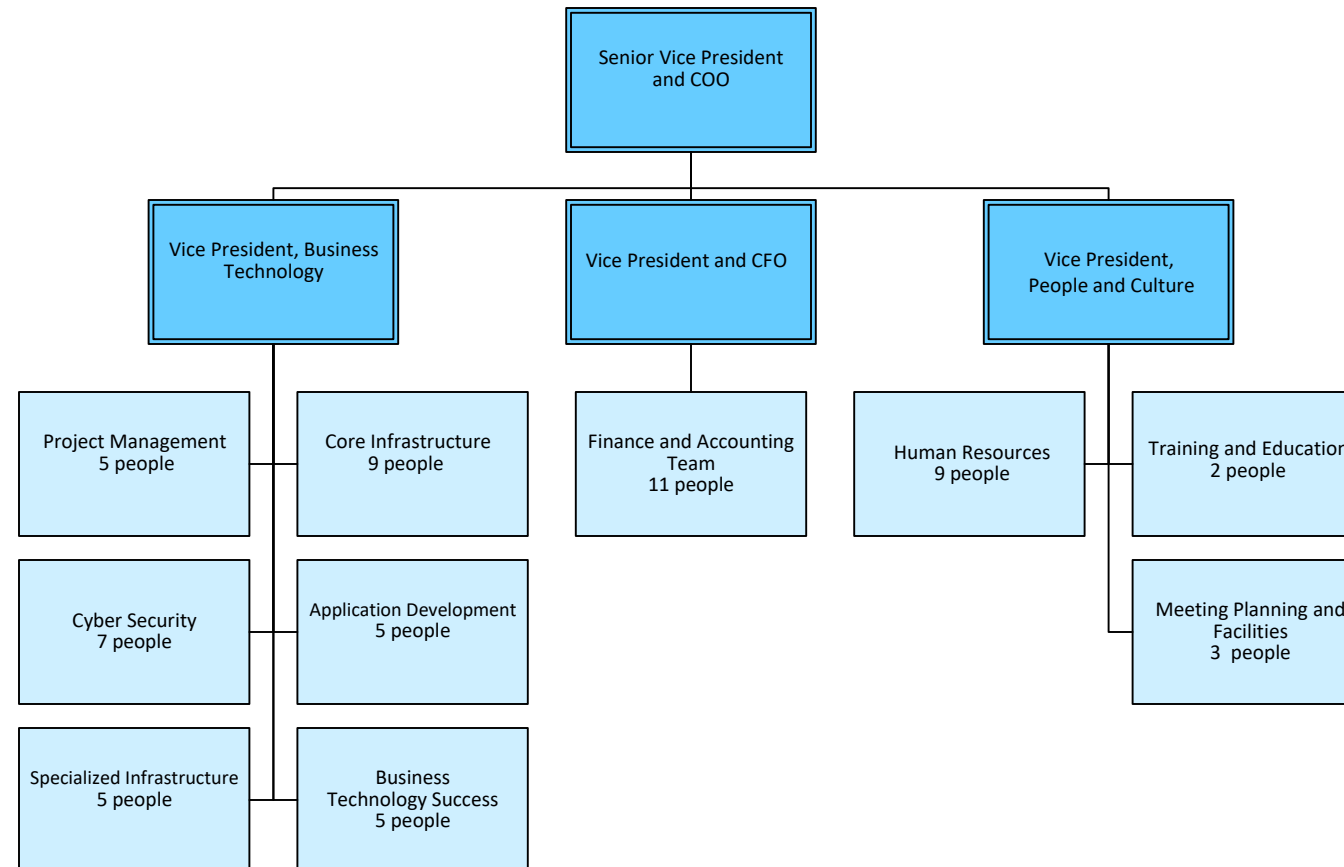 Senior Vice President
and COO
Vice President, Business
Technology
Vice President and CFO
Vice President,
People and Culture
Project Management
5 people
Core Infrastructure
9 people
Finance and Accounting
Team
11 people
Human Resources
9 people
Training and Education
2 people
Cyber Security
7 people
Application Development
5 people
Meeting Planning and
Facilities
3 people
Specialized Infrastructure
5 people
Business
Technology Success
5 people